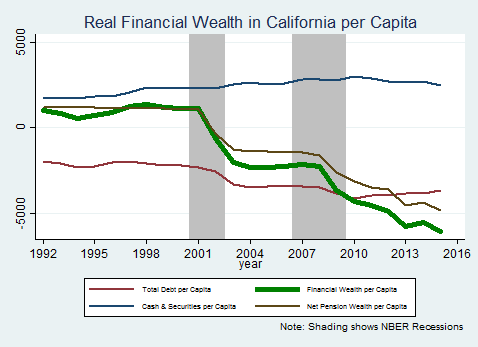 Real Financial Wealth in California per Capita
5000
0
-5000
1992 1995 1998 2001 2004 2007 2010 2013 2016
year
Total Debt per Capita Financial Wealth per Capita
Cash & Securities per Capita Net Pension Wealth per Capita
Note: Shading shows NBER Recessions